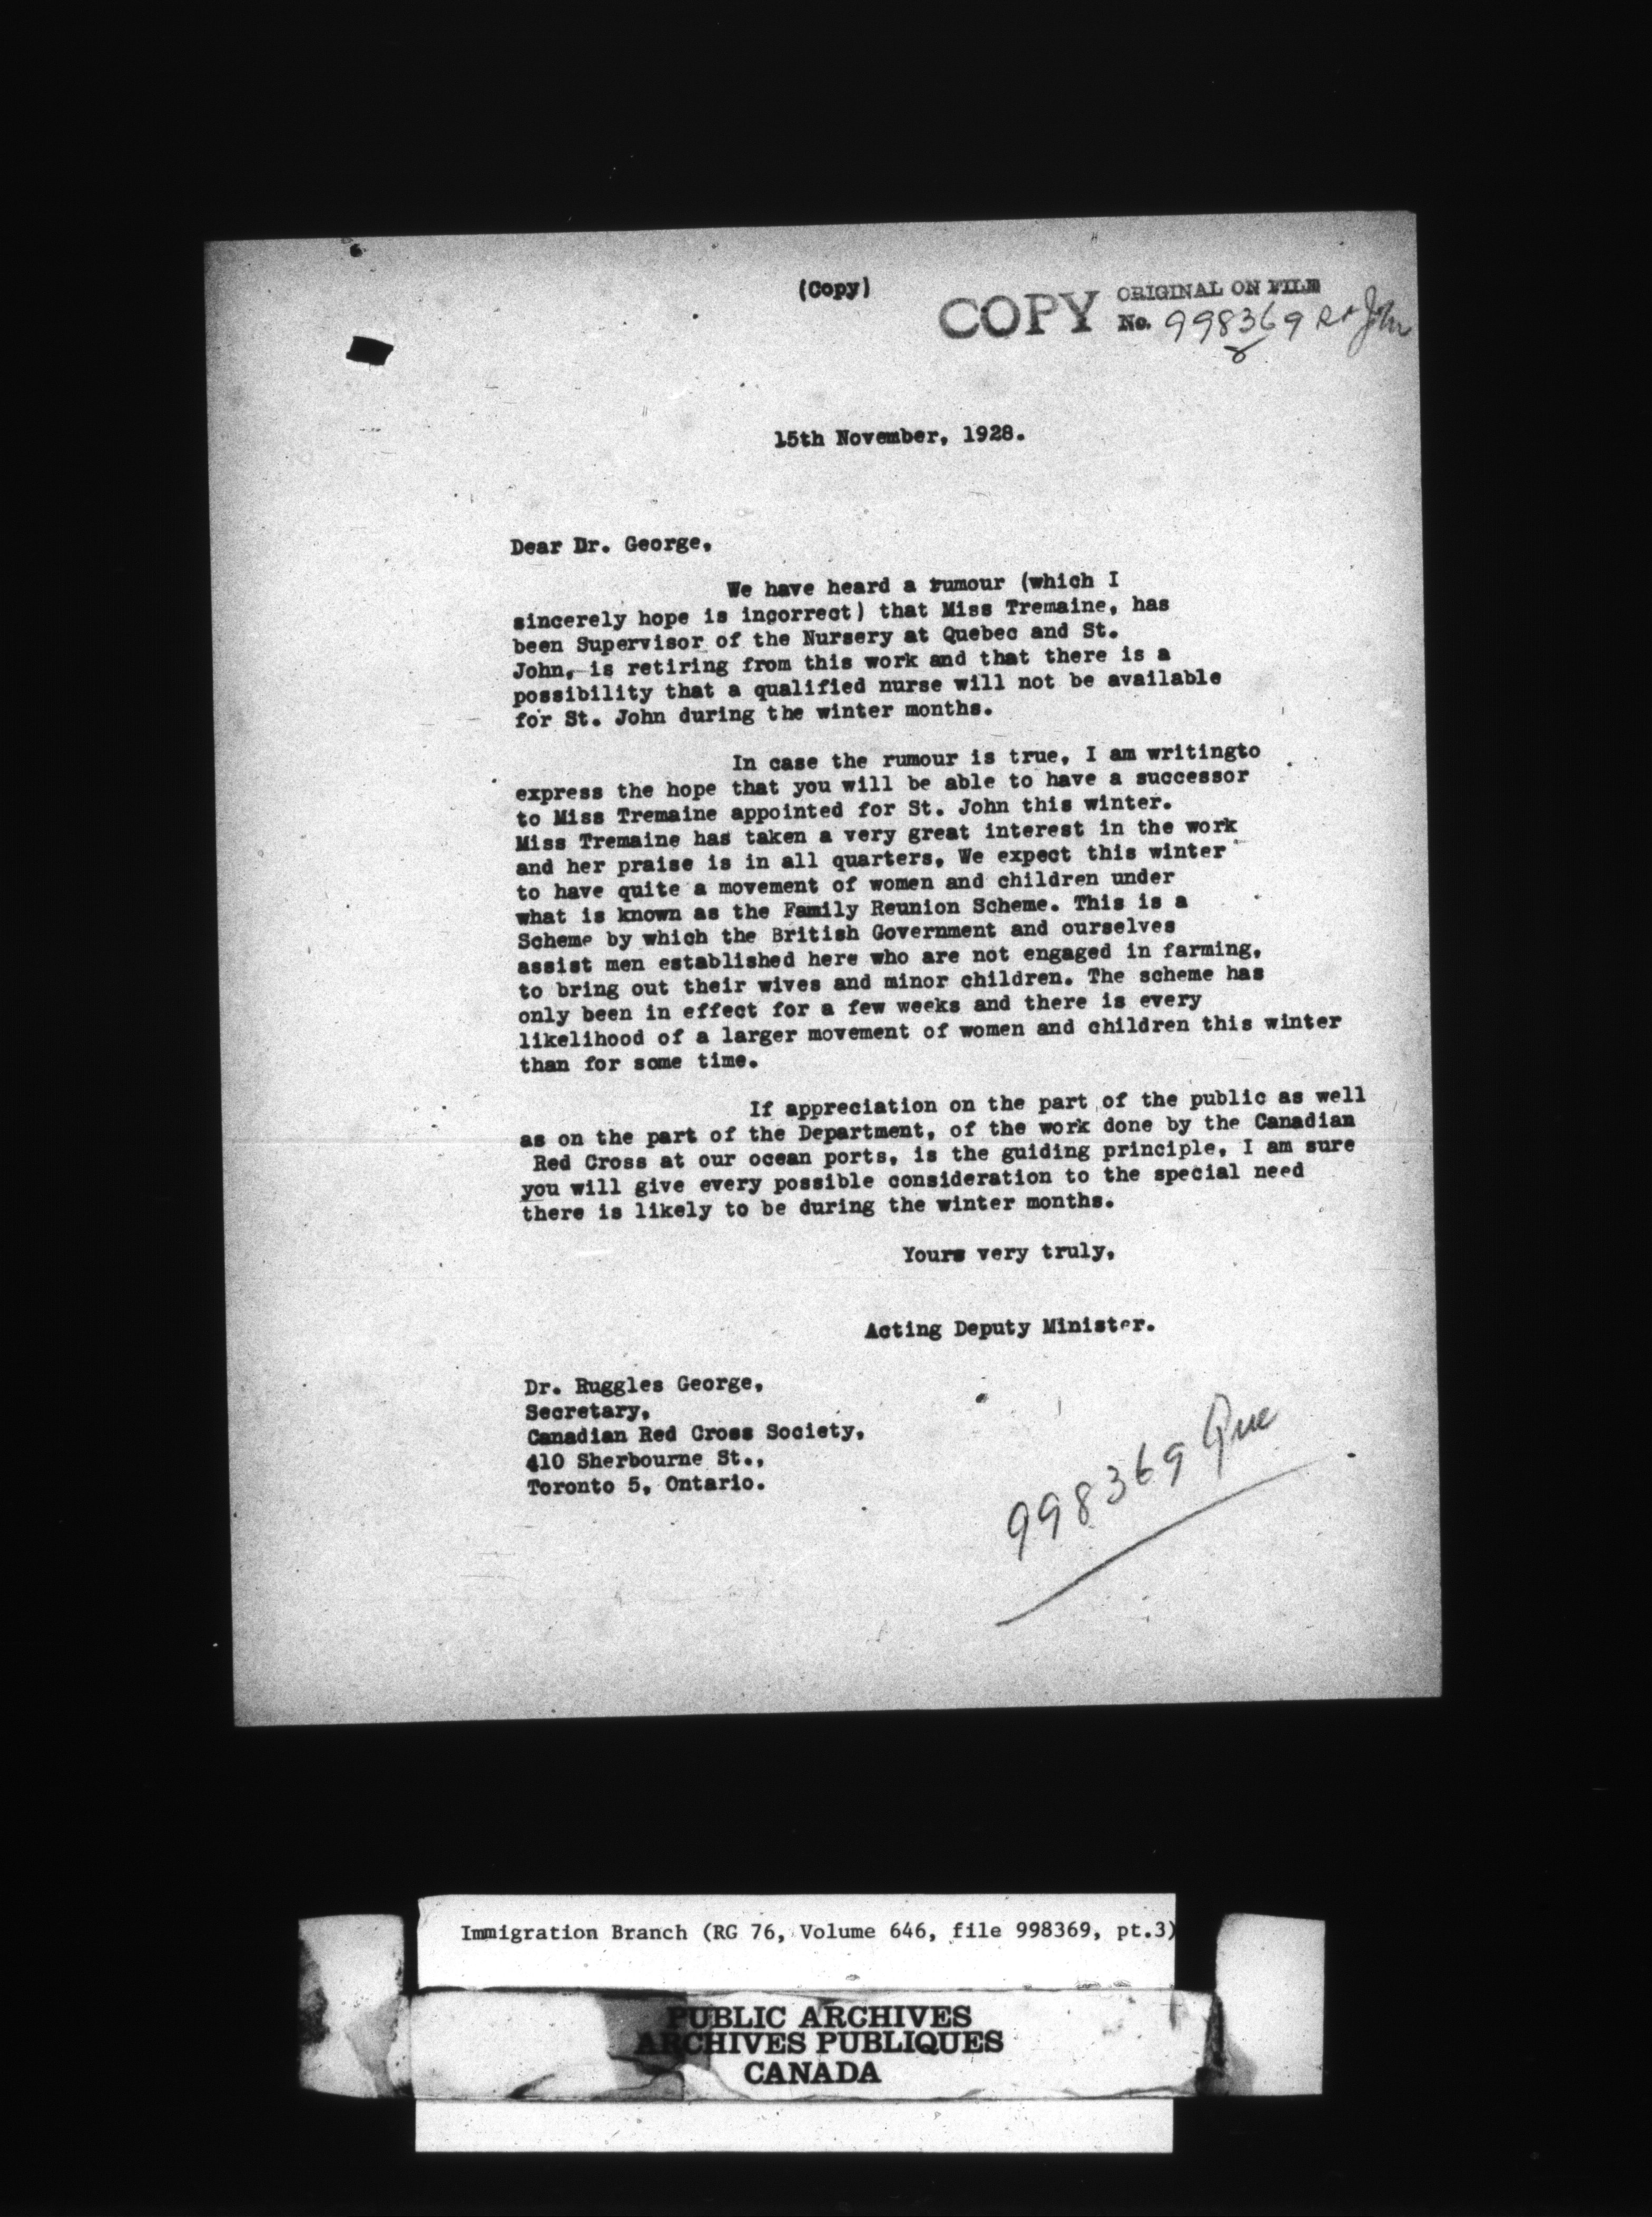 (Copy)
COPY ORIGINAL ON FILE
No. 998369 St John
15th November, 1928.
Dear Dr. George,
We have heard a rumour (which I
sincerely hope is incorrect) that Miss Tremaine, has
been Supervisor of the Nursery at Quebec and St.
John, is retiring from this work and that there is a
possibility that a qualified nurse will not be available
for St. John during the winter months.
In case the rumour is true, I am writingto
express the hope that you will be able to have a successor
to Miss Tremaine appointed for St. John this winter.
Miss Tremaine has taken a very great interest in the work
and her praise is in all quarters. We expect this winter
to have quite a movement of women and children under
what is known as the Family Reunion Scheme. This is a
Scheme by which the British Government and ourselves
assist men established here who are not engaged in farming,
to bring out their wives and minor children. The scheme has
only been in effect for a few weeks and there is every
likelihood of a larger movement of women and children this winter
than for some time.
If appreciation on the part of the public as well
as on the part of the Department, of the work done by the Canadian
Red Cross at our ocean ports, is the guiding principle, I am sure
you will give every possible consideration to the special need
there is likely to be during the winter months.
Yours very truly,
Acting Deputy Minister.
Dr. Ruggles George,
Secretary,
Canadian Red Cross Society,
410 Sherbourne St.,
Toronto 5, Ontario.
998369 Que
Immigration Branch (RG 76, Volume 646, file 998369, pt.3)
PUBLIC ARCHIVES
ARCHIVES PUBLIQUES
CANADA